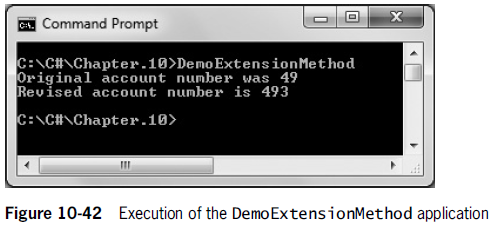 Command Prompt
C:\C#\Chapter.10>DemoExtensionMethod
Original account number was 49
Revised account number is 493
C:\C#\Chapter.10>
Figure 10-42 Execution of the DemoExtensionMethod application